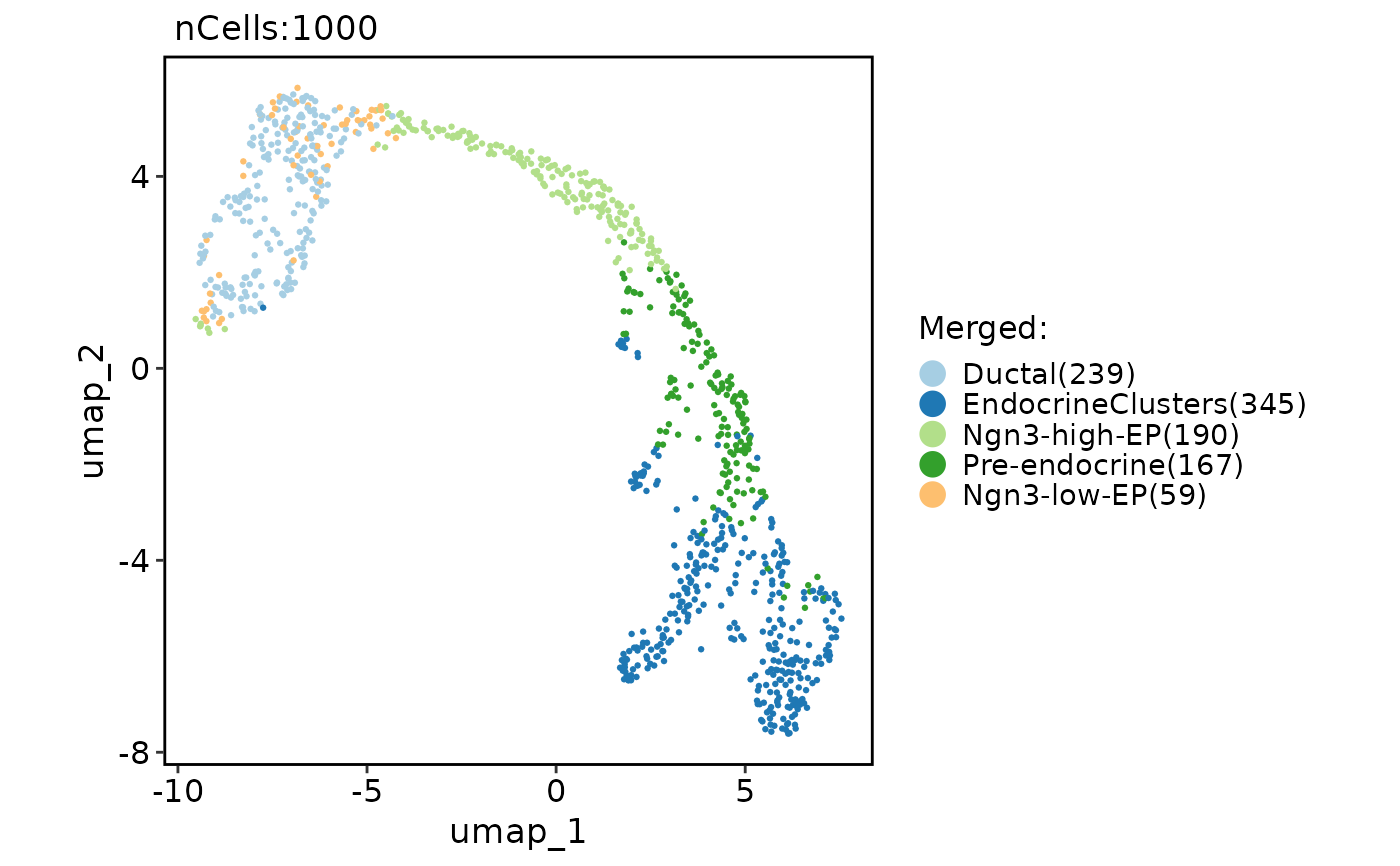 nCells:1000
4
0
-4
-8
-10
-5
0
5
umap_1
umap_2
Merged:
Ductal(239)
EndocrineClusters(345)
Ngn3-high-EP(190)
Pre-endocrine(167)
Ngn3-low-EP(59)